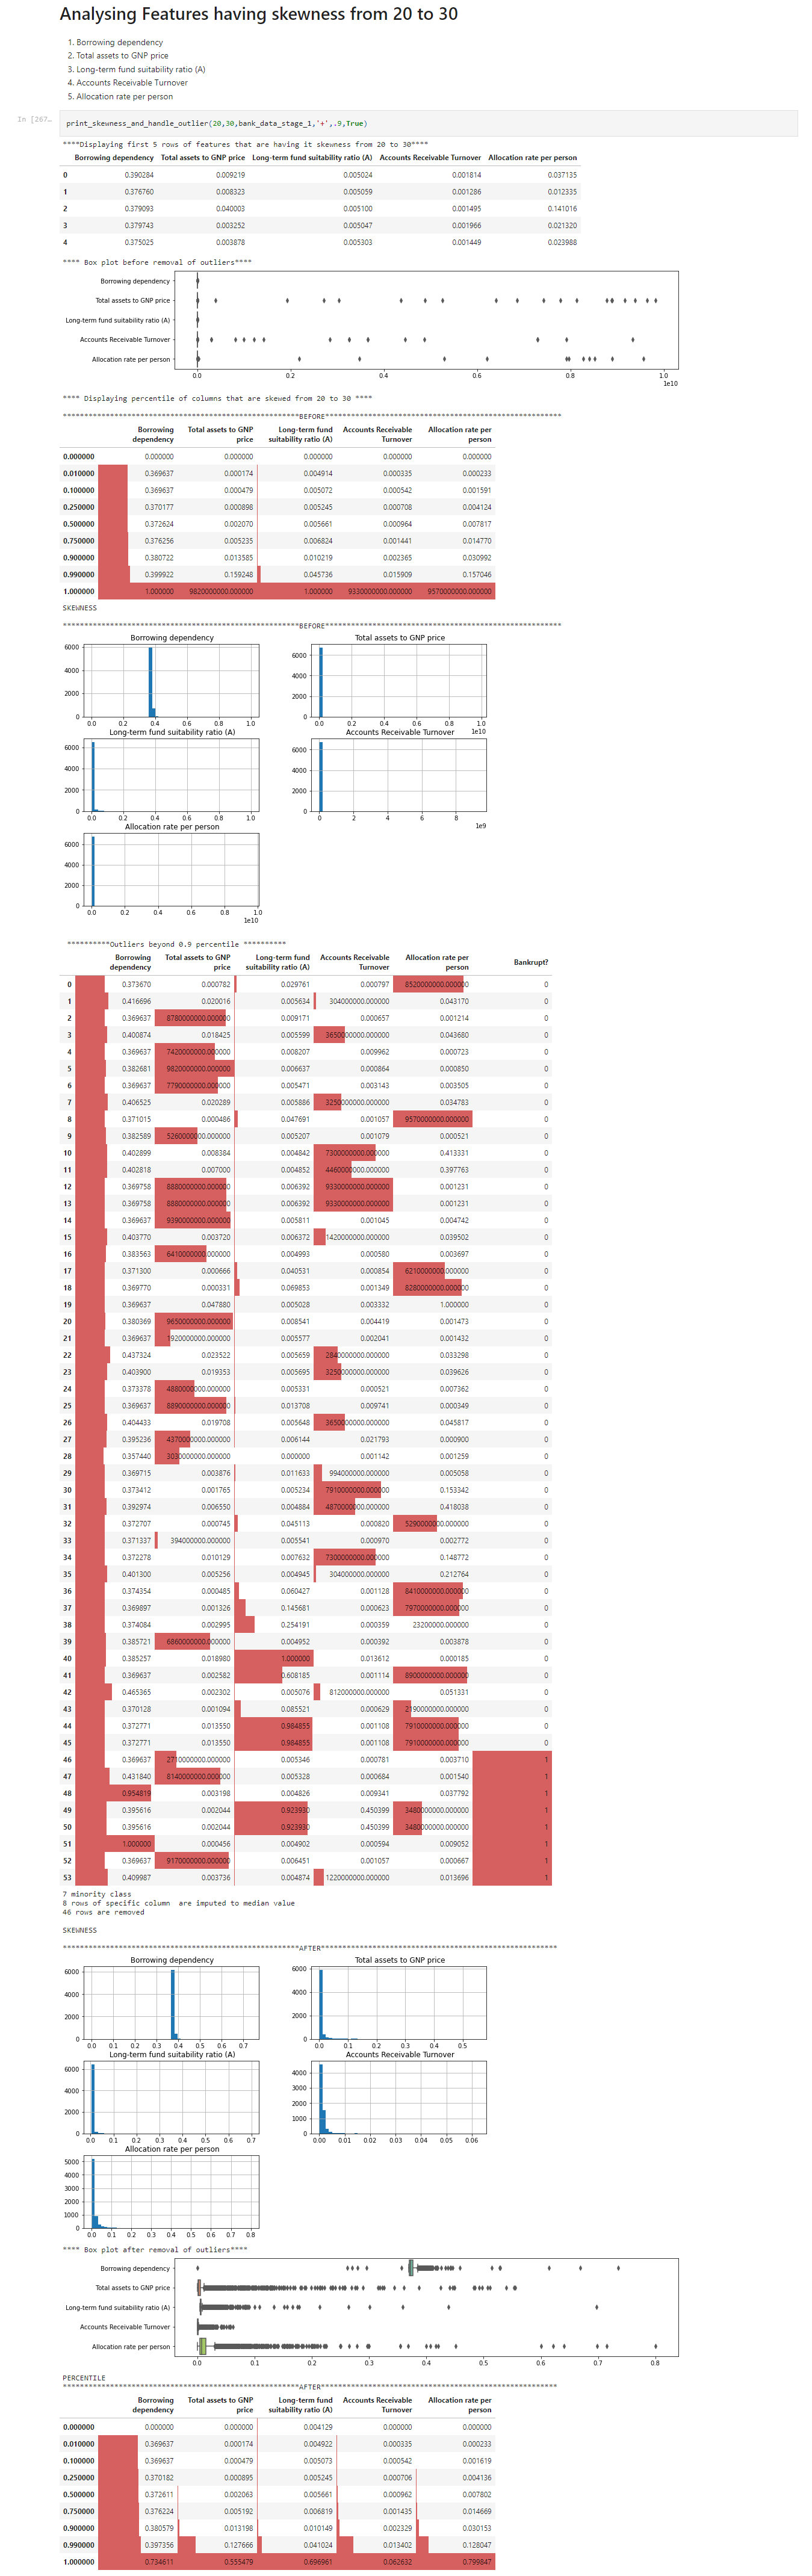 Analysing Features having skewness from 20 to 30
1. Borrowing dependency
2. Total assets to GNP price
3. Long-term fund suitability ratio (A)
4. Accounts Receivable Turnover
5. Allocation rate per person
In [267…
print_skewness_and_handle_outlier(20,30,bank_data_stage_1,'+',.9,True)
****Displaying first 5 rows of features that are having it skewness from 20 to 30****
Borrowing dependency Total assets to GNP price Long-term fund suitability ratio (A) Accounts Receivable Turnover Allocation rate per person
0 0.390284 0.009219 0.005024 0.001814 0.037135
1 0.376760 0.008323 0.005059 0.001286 0.012335
2 0.379093 0.040003 0.005100 0.001495 0.141016
3 0.379743 0.003252 0.005047 0.001966 0.021320
4 0.375025 0.003878 0.005303 0.001449 0.023988
**** Box plot before removal of outliers****
Borrowing dependency
Total assets to GNP price
Long-term fund suitability ratio (A)
Accounts Receivable Turnover
Allocation rate per person
0.0 0.2 0.4 0.6 0.8 1.0
1e10
**** Displaying percentile of columns that are skewed from 20 to 30 ****
*******************************************************BEFORE*******************************************************
Borrowing dependency Total assets to GNP price Long-term fund suitability ratio (A) Accounts Receivable Turnover Allocation rate per person
0.000000 0.000000 0.000000 0.000000 0.000000 0.000000
0.010000 0.369637 0.000174 0.004914 0.000335 0.000233
0.100000 0.369637 0.000479 0.005072 0.000542 0.001591
0.250000 0.370177 0.000898 0.005245 0.000708 0.004124
0.500000 0.372624 0.002070 0.005661 0.000964 0.007817
0.750000 0.376256 0.005235 0.006824 0.001441 0.014770
0.900000 0.380722 0.013585 0.010219 0.002365 0.030992
0.990000 0.399922 0.159248 0.045736 0.015909 0.157046
1.000000 1.000000 9820000000.000000 1.000000 9330000000.000000 9570000000.000000
SKEWNESS
*******************************************************BEFORE*******************************************************
Borrowing dependency Total assets to GNP price
6000 4000 2000 0
0.0 0.2 0.4 0.6 0.8 1.0
6000 4000 2000 0
0.0 0.2 0.4 0.6 0.8 1.0
1e10
Long-term fund suitability ratio (A) Accounts Receivable Turnover
6000 4000 2000 0
0.0 0.2 0.4 0.6 0.8 1.0
6000 4000 2000 0
0 2 4 6 8
1e9
Allocation rate per person
6000 4000 2000 0
0.0 0.2 0.4 0.6 0.8 1.0
1e10
**********Outliers beyond 0.9 percentile **********
Borrowing dependency Total assets to GNP price Long-term fund suitability ratio (A) Accounts Receivable Turnover Allocation rate per person Bankrupt?
0 0.373670 0.000782 0.029761 0.000797 8520000000.000000 0
1 0.416696 0.020016 0.005634 304000000.000000 0.043170 0
2 0.369637 8780000000.000000 0.009171 0.000657 0.001214 0
3 0.400874 0.018425 0.005599 3650000000.000000 0.043680 0
4 0.369637 7420000000.000000 0.008207 0.009962 0.000723 0
5 0.382681 9820000000.000000 0.006637 0.000864 0.000850 0
6 0.369637 7790000000.000000 0.005471 0.003143 0.003505 0
7 0.406525 0.020289 0.005886 3250000000.000000 0.034783 0
8 0.371015 0.000486 0.047691 0.001057 9570000000.000000 0
9 0.382589 5260000000.000000 0.005207 0.001079 0.000521 0
10 0.402899 0.008384 0.004842 7300000000.000000 0.413331 0
11 0.402818 0.007000 0.004852 4460000000.000000 0.397763 0
12 0.369758 8880000000.000000 0.006392 9330000000.000000 0.001231 0
13 0.369758 8880000000.000000 0.006392 9330000000.000000 0.001231 0
14 0.369637 9390000000.000000 0.005811 0.001045 0.004742 0
15 0.403770 0.003720 0.006372 1420000000.000000 0.039502 0
16 0.383563 6410000000.000000 0.004993 0.000580 0.003697 0
17 0.371300 0.000666 0.040531 0.000854 6210000000.000000 0
18 0.369770 0.000331 0.069853 0.001349 8280000000.000000 0
19 0.369637 0.047880 0.005028 0.003332 1.000000 0
20 0.380369 9650000000.000000 0.008541 0.004419 0.001473 0
21 0.369637 1920000000.000000 0.005577 0.002041 0.001432 0
22 0.437324 0.023522 0.005659 2840000000.000000 0.033298 0
23 0.403900 0.019353 0.005695 3250000000.000000 0.039626 0
24 0.373378 4880000000.000000 0.005331 0.000521 0.007362 0
25 0.369637 8890000000.000000 0.013708 0.009741 0.000349 0
26 0.404433 0.019708 0.005648 3650000000.000000 0.045817 0
27 0.395236 4370000000.000000 0.006144 0.021793 0.000900 0
28 0.357440 3030000000.000000 0.000000 0.001142 0.001259 0
29 0.369715 0.003876 0.011633 994000000.000000 0.005058 0
30 0.373412 0.001765 0.005234 7910000000.000000 0.153342 0
31 0.392974 0.006550 0.004884 4870000000.000000 0.418038 0
32 0.372707 0.000745 0.045113 0.000820 5290000000.000000 0
33 0.371337 394000000.000000 0.005541 0.000970 0.002772 0
34 0.372278 0.010129 0.007632 7300000000.000000 0.148772 0
35 0.401300 0.005256 0.004945 304000000.000000 0.212764 0
36 0.374354 0.000485 0.060427 0.001128 8410000000.000000 0
37 0.369897 0.001326 0.145681 0.000623 7970000000.000000 0
38 0.374084 0.002995 0.254191 0.000359 23200000.000000 0
39 0.385721 6860000000.000000 0.004952 0.000392 0.003878 0
40 0.385257 0.018980 1.000000 0.013612 0.000185 0
41 0.369637 0.002582 0.608185 0.001114 8900000000.000000 0
42 0.465365 0.002302 0.005076 812000000.000000 0.051331 0
43 0.370128 0.001094 0.085521 0.000629 2190000000.000000 0
44 0.372771 0.013550 0.984855 0.001108 7910000000.000000 0
45 0.372771 0.013550 0.984855 0.001108 7910000000.000000 0
46 0.369637 2710000000.000000 0.005346 0.000781 0.003710 1
47 0.431840 8140000000.000000 0.005328 0.000684 0.001540 1
48 0.954819 0.003198 0.004826 0.009341 0.037792 1
49 0.395616 0.002044 0.923930 0.450399 3480000000.000000 1
50 0.395616 0.002044 0.923930 0.450399 3480000000.000000 1
51 1.000000 0.000456 0.004902 0.000594 0.009052 1
52 0.369637 9170000000.000000 0.006451 0.001057 0.000667 1
53 0.409987 0.003736 0.004874 1220000000.000000 0.013696 1
7 minority class
8 rows of specific column  are imputed to median value
46 rows are removed
SKEWNESS
*******************************************************AFTER*******************************************************
Borrowing dependency Total assets to GNP price
6000 4000 2000 0
0.0 0.1 0.2 0.3 0.4 0.5 0.6 0.7
6000 4000 2000 0
0.0 0.1 0.2 0.3 0.4 0.5
Long-term fund suitability ratio (A) Accounts Receivable Turnover
6000 4000 2000 0
0.0 0.1 0.2 0.3 0.4 0.5 0.6 0.7
4000 3000 2000 1000 0
0.00 0.01 0.02 0.03 0.04 0.05 0.06
Allocation rate per person
5000 4000 3000 2000 1000 0
0.0 0.1 0.2 0.3 0.4 0.5 0.6 0.7 0.8
**** Box plot after removal of outliers****
Borrowing dependency
Total assets to GNP price
Long-term fund suitability ratio (A)
Accounts Receivable Turnover
Allocation rate per person
0.0 0.1 0.2 0.3 0.4 0.5 0.6 0.7 0.8
PERCENTILE
*******************************************************AFTER*******************************************************
Borrowing dependency Total assets to GNP price Long-term fund suitability ratio (A) Accounts Receivable Turnover Allocation rate per person
0.000000 0.000000 0.000000 0.004129 0.000000 0.000000
0.010000 0.369637 0.000174 0.004922 0.000335 0.000233
0.100000 0.369637 0.000479 0.005073 0.000542 0.001619
0.250000 0.370182 0.000895 0.005245 0.000706 0.004136
0.500000 0.372611 0.002063 0.005661 0.000962 0.007802
0.750000 0.376224 0.005192 0.006819 0.001435 0.014669
0.900000 0.380579 0.013198 0.010149 0.002329 0.030153
0.990000 0.397356 0.127666 0.041024 0.013402 0.128047
1.000000 0.734611 0.555479 0.696961 0.062632 0.799847